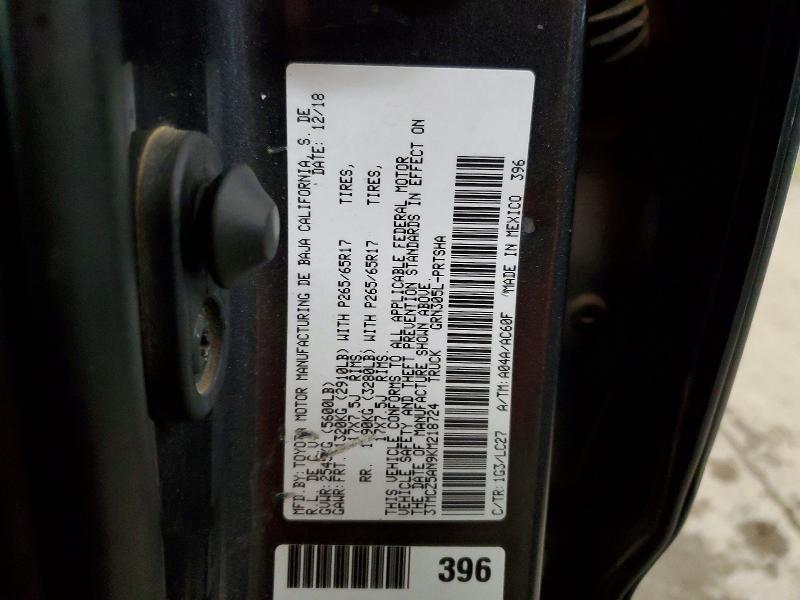 MFD.BY:TOYOTA MOTOR MANUFACTURING DE BAJA CALIFORNIA, S. DE
R.L. DE C.V. DATE: 12/18
GVWR: (5600LB)
GAWR:FRT. 1320KG (2910LB) WITH P265/65R17 TIRES,
17X7.5J RIMS,
RR. (3280LB) WITH P265/65R17 TIRES,
17X7.5J RIMS.
THIS VEHICLE CONFORMS TO ALL APPLICABLE FEDERAL MOTOR
VEHICLE SAFETY AND THEFT PREVENTION STANDARDS IN EFFECT ON
THE DATE OF MANUFACTURE SHOWN ABOVE.
3TMCZ5AN9KM218724 TRUCK GRN305L-PRTSHA
C/TR:1G3/LC27 A/TM:A04A/AC60F MADE IN MEXICO 396
396